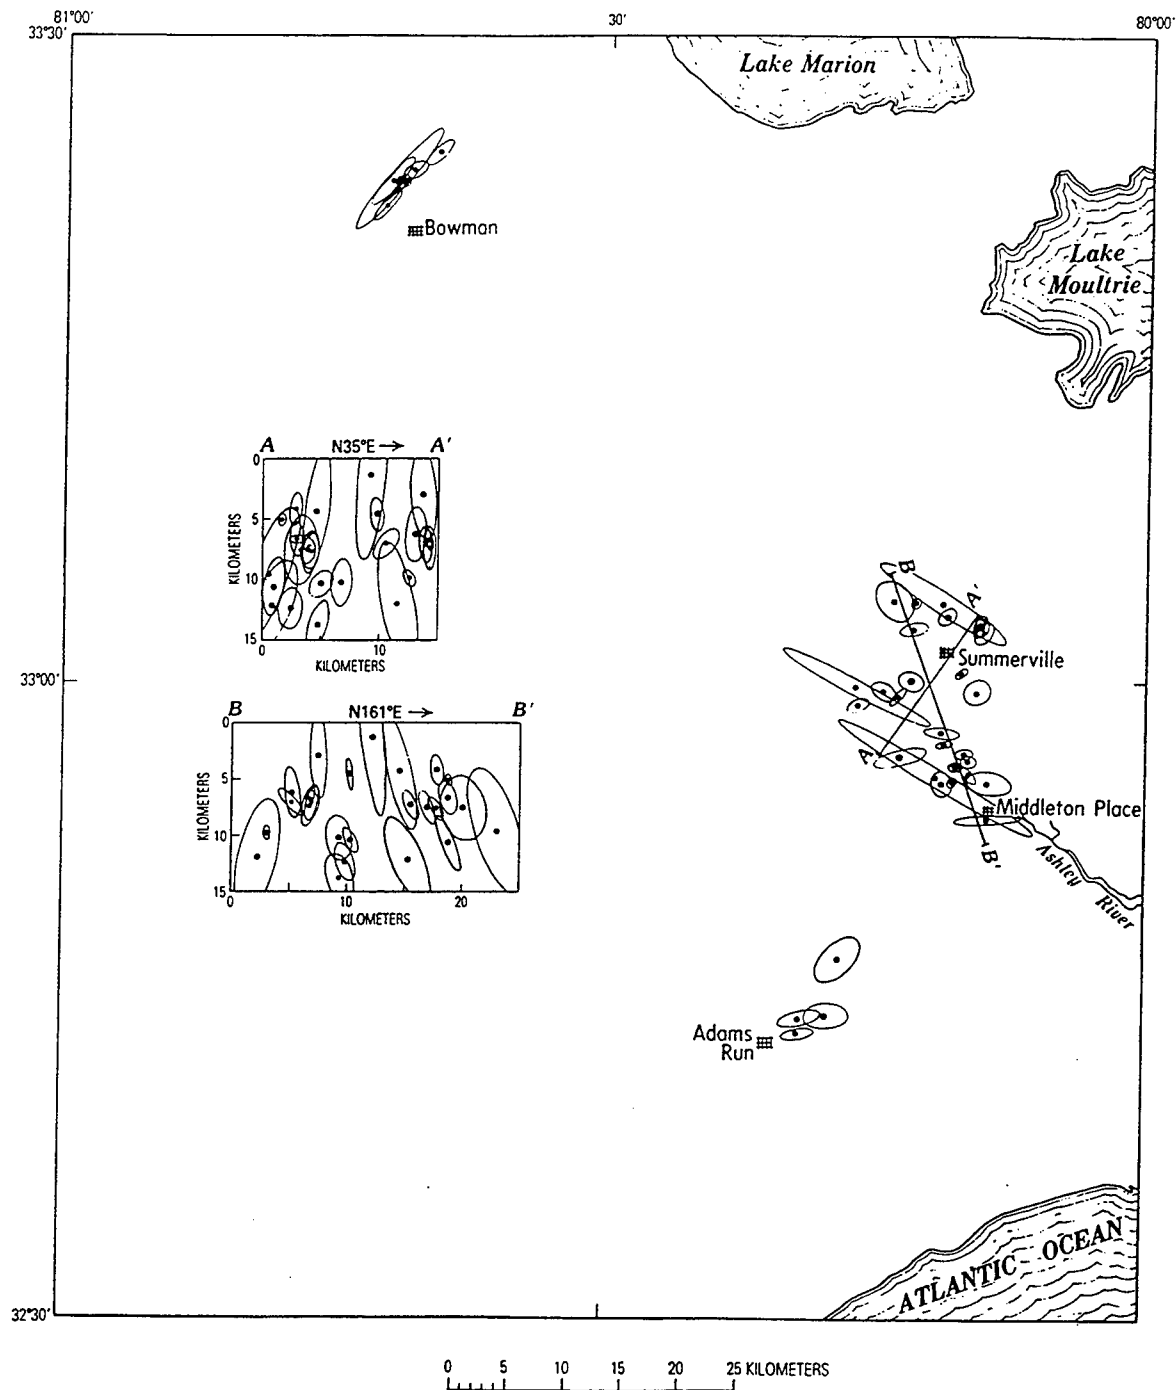 81°00'
30'
80°00'
33°30'
Lake Marion
Bowman
Lake
Moultrie
A N35°E → A'
0
5
10
15
KILOMETERS
0 10
KILOMETERS
B
A'
Summerville
33°00'
B N161°E → B'
0
5
10
15
KILOMETERS
0 10 20
KILOMETERS
A
Middleton Place
B'
Ashley
River
Adams
Run
ATLANTIC OCEAN
32°30'
0 5 10 15 20 25 KILOMETERS